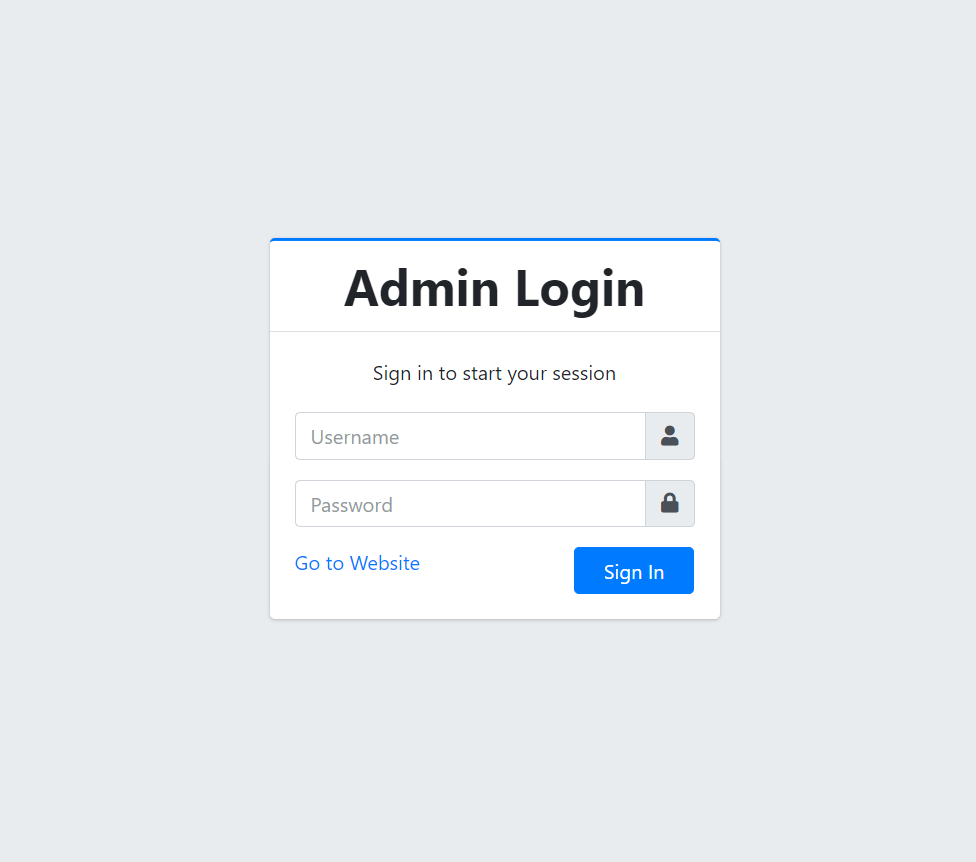 Admin Login
Sign in to start your session
Username
Password
Go to Website
Sign In